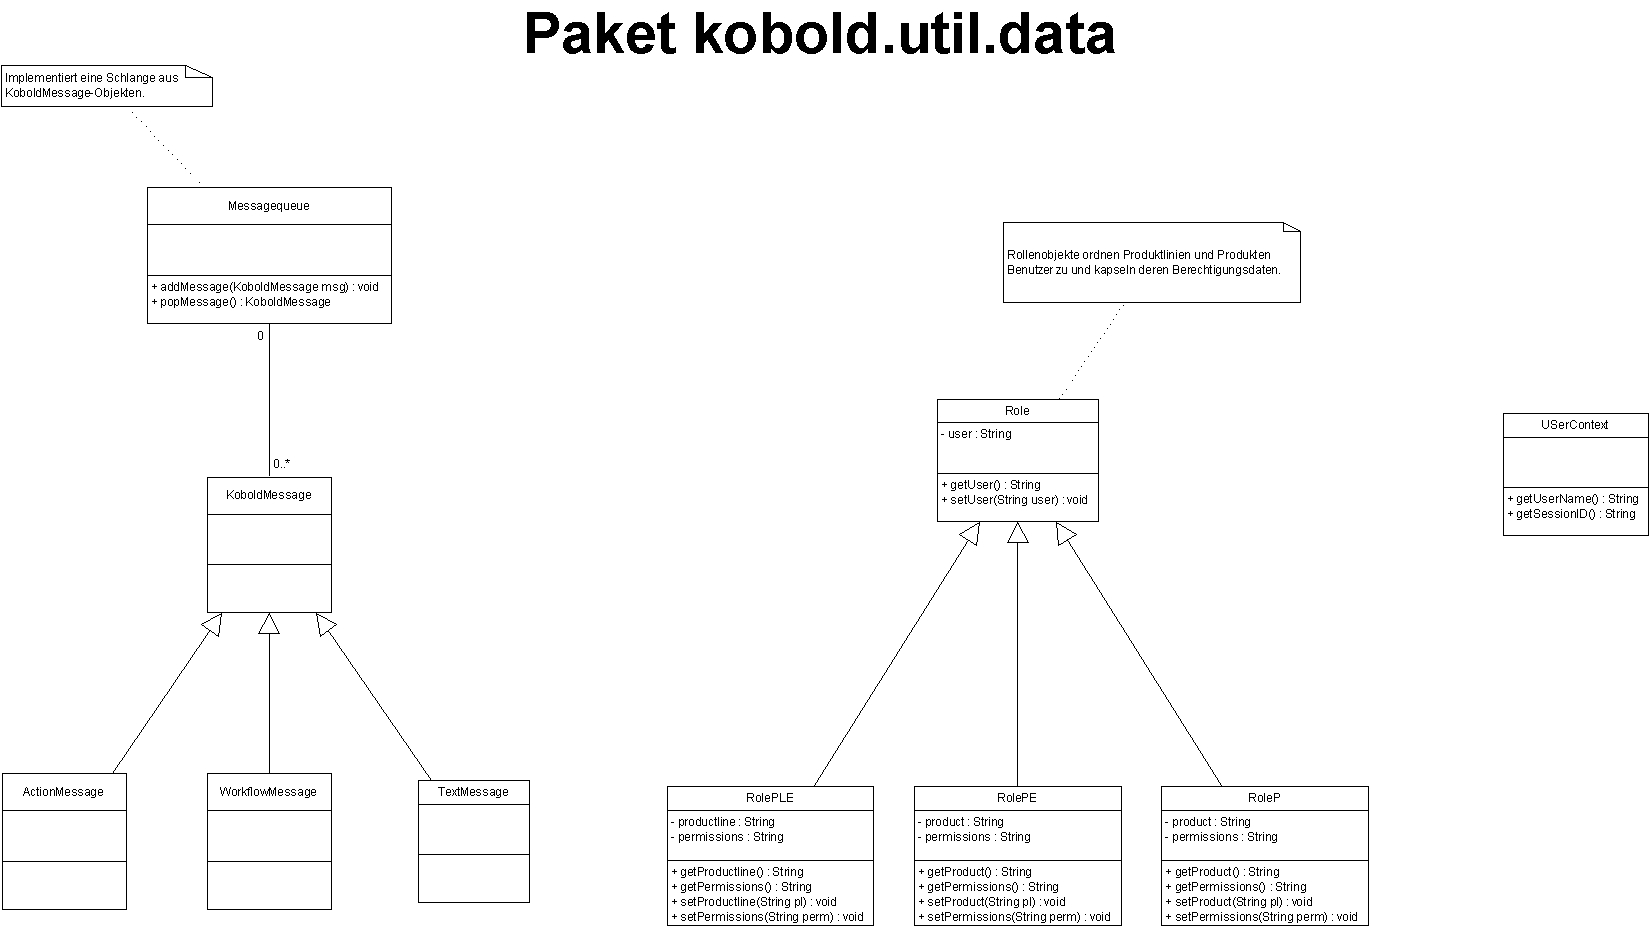 Paket kobold.util.data
Implementiert eine Schlange aus
KoboldMessage-Objekten.
Messagequeue
+ addMessage(KoboldMessage msg) : void
+ popMessage() : KoboldMessage
0
0..*
KoboldMessage
ActionMessage
WorkflowMessage
TextMessage
Rollenobjekte ordnen Produktlinien und Produkten
Benutzer zu und kapseln deren Berechtigungsdaten.
Role
- user : String
+ getUser() : String
+ setUser(String user) : void
RolePLE
- productline : String
- permissions : String
+ getProductline() : String
+ getPermissions() : String
+ setProductline(String pl) : void
+ setPermissions(String perm) : void
RolePE
- product : String
- permissions : String
+ getProduct() : String
+ getPermissions() : String
+ setProduct(String pl) : void
+ setPermissions(String perm) : void
RoleP
- product : String
- permissions : String
+ getProduct() : String
+ getPermissions() : String
+ setProduct(String pl) : void
+ setPermissions(String perm) : void
USerContext
+ getUserName() : String
+ getSessionID() : String